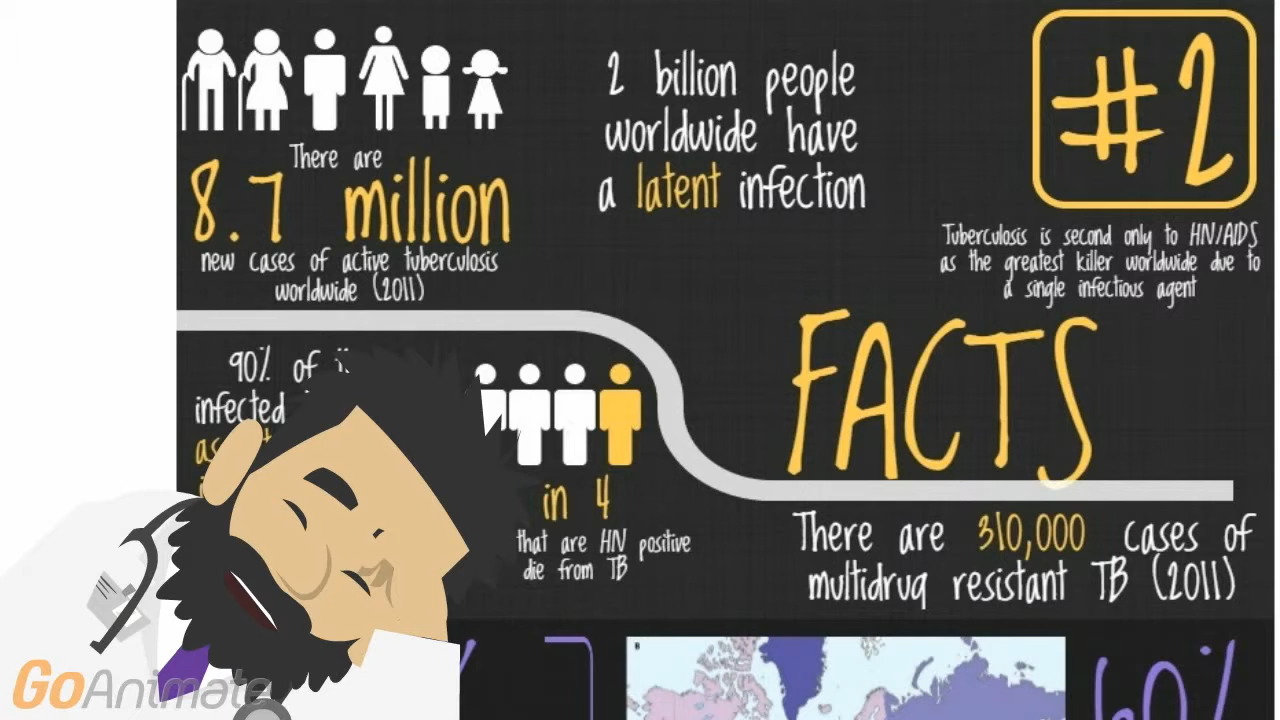 There are
8.7 million
new cases of active tuberculosis
worldwide (2011)
2 billion people
worldwide have
a latent infection
#2
Tuberculosis is second only to HIV/AIDS
as the greatest killer worldwide due to
a single infectious agent
FACTS
90% of
infected
in 4
that are HIV positive
die from TB
There are 310,000 cases of
multidrug resistant TB (2011)
60%
GoAnimate